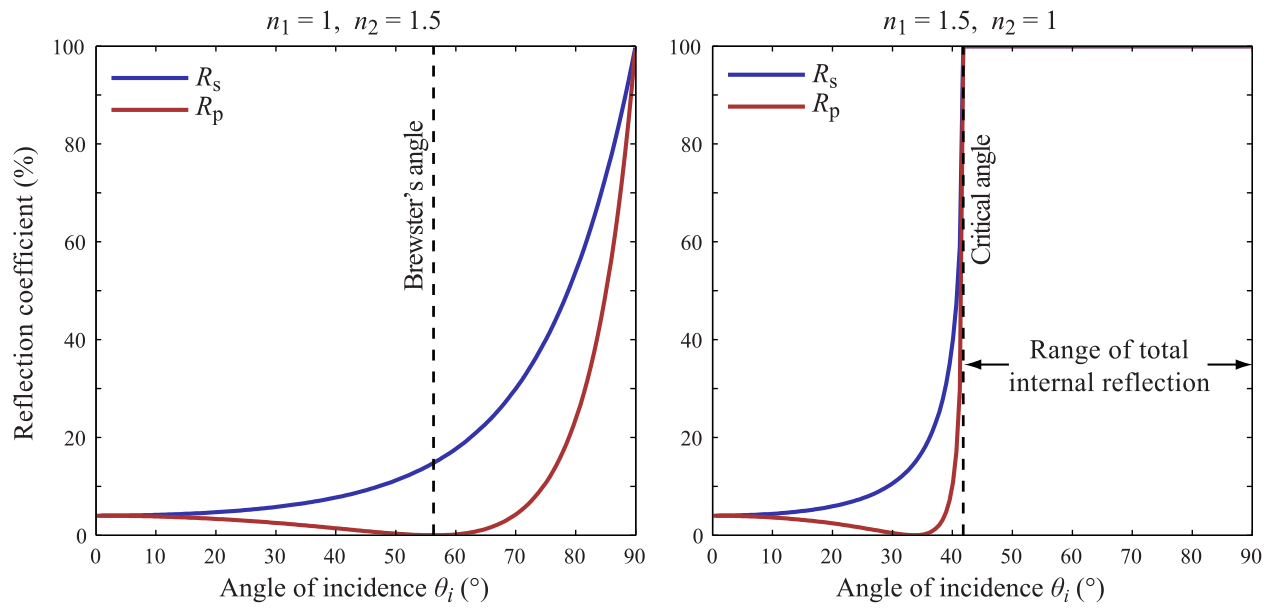 n₁ = 1, n₂ = 1.5
100
80
60
40
20
0
0 10 20 30 40 50 60 70 80 90
Reflection coefficient (%)
Angle of incidence θᵢ (°)
Rₛ
Rₚ
Brewster's angle
n₁ = 1.5, n₂ = 1
100
80
60
40
20
0
0 10 20 30 40 50 60 70 80 90
Angle of incidence θᵢ (°)
Rₛ
Rₚ
Critical angle
Range of total
internal reflection